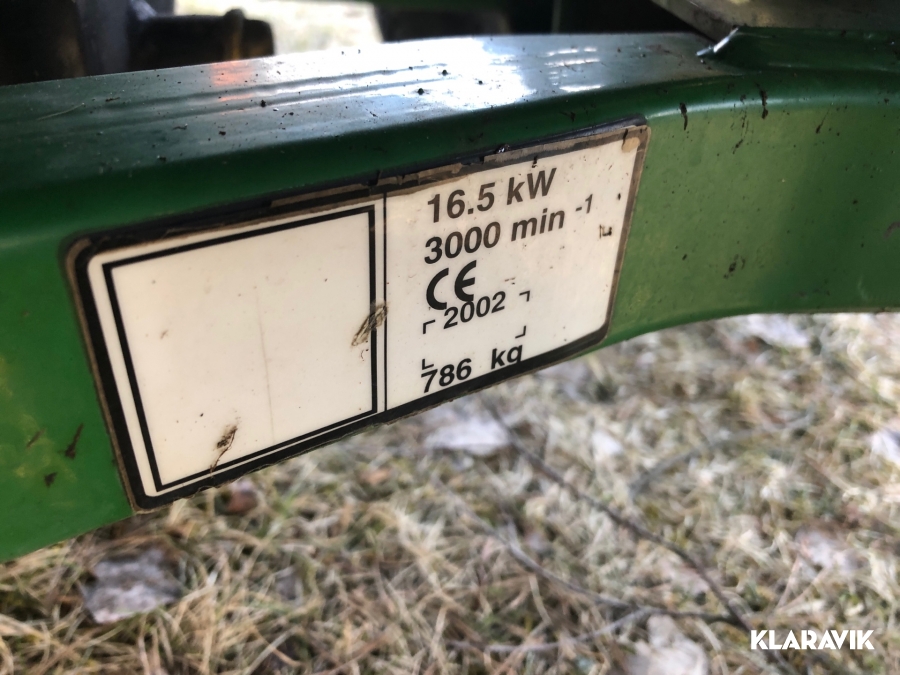 16.5 kW
3000 min -1
CE
2002
786 kg
KLARAVIK